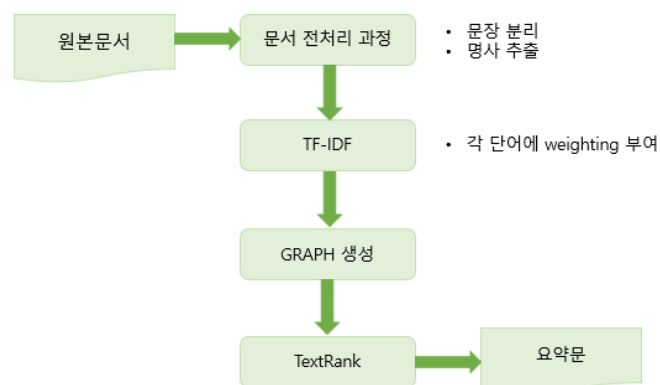 원본문서
문서 전처리 과정
• 문장 분리
• 명사 추출
TF-IDF
• 각 단어에 weighting 부여
GRAPH 생성
TextRank
요약문